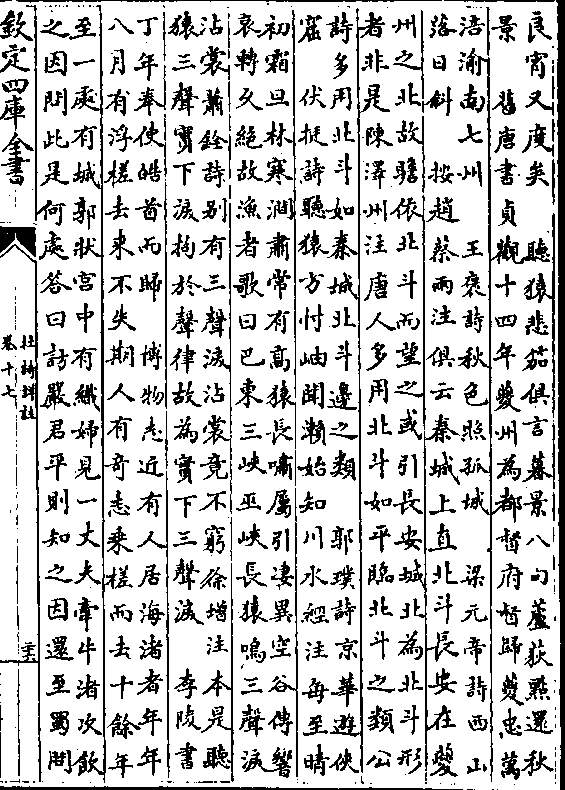 良宵又度矣 聽猿悲笳俱言暮景八句蘆荻點還秋
景 舊唐書貞觀十四年夔州為都督府督歸夔忠萬
涪渝南七州 王褒詩秋色照孤城 梁元帝詩西山
落日斜 按趙蔡兩注俱云秦城上直北斗長安在夔
州之北故瞻依北斗而望之或引長安城北為北斗形
者非是陳澤州注唐人多用北斗如平臨北斗之類公
詩多用北斗如秦城北斗邊之類 郭璞詩京華遊俠
窟 伏挺詩聽猿方忖岫聞瀨始知川水經注每至晴
初霜旦林寒澗肅常有高猿長嘯屬引凄異空谷傳響
哀轉久絕故漁者歌曰巴東三峽巫峽長猿鳴三聲淚
沾裳蕭銓詩别有三聲淚沾裳竟不窮徐增注 本是聽
猿三聲實下淚拘於聲律故為實下三聲淚 李陵書
丁年奉使皓首而歸 博物志近有人居海渚者年年
八月有浮槎去來不失期人有奇志乘槎而去十餘年
至一處有城郭狀宮中有織婦見一丈夫牽牛渚次飲
之因問此是何處答曰訪嚴君平則知之因還至蜀問
欽定四庫全書
杜詩詳註
卷十七